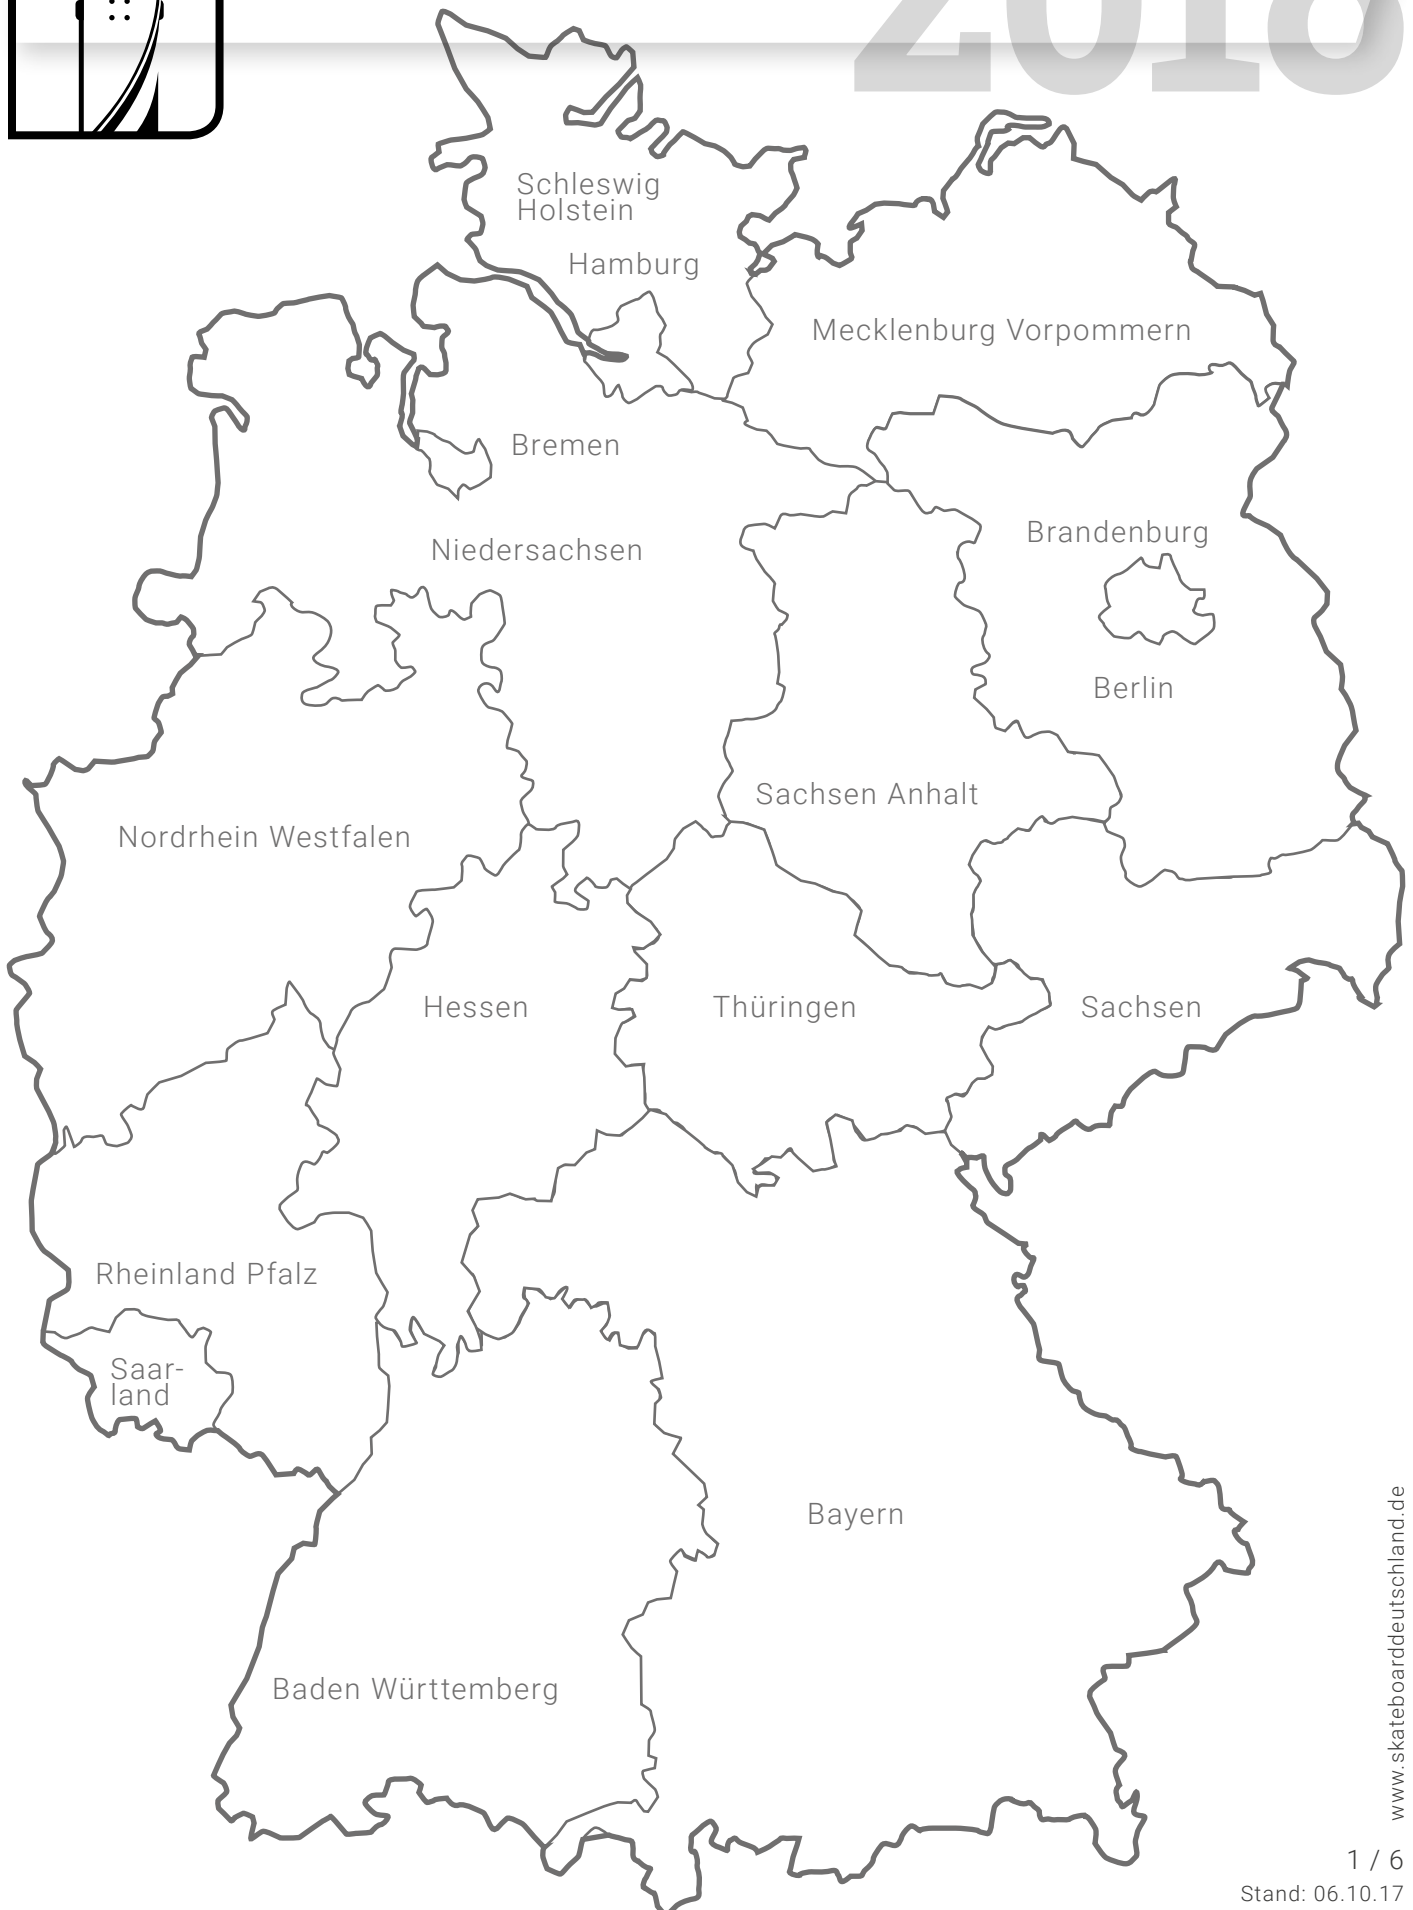 2018
Schleswig
Holstein
Hamburg
Mecklenburg Vorpommern
Bremen
Brandenburg
Niedersachsen
Berlin
Sachsen Anhalt
Nordrhein Westfalen
Hessen
Thüringen
Sachsen
Rheinland Pfalz
Saar-
land
Bayern
Baden Württemberg
www.skateboarddeutschland.de
1 / 6
Stand: 06.10.17